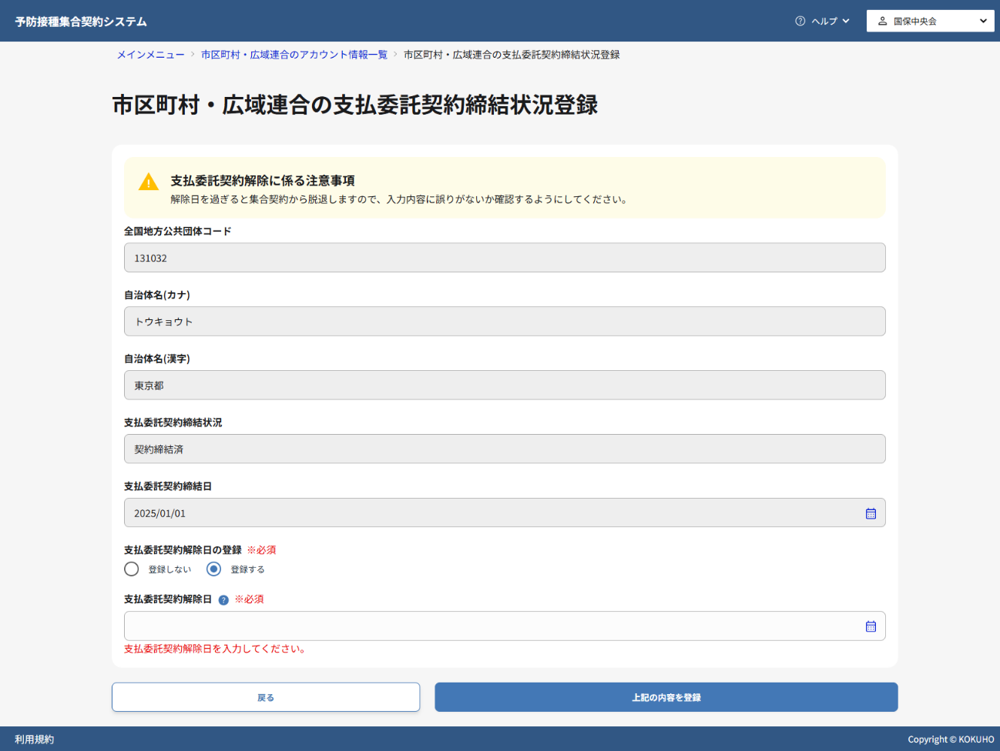 予防接種集合契約システム
ヘルプ
国保中央会
メインメニュー > 市区町村・広域連合のアカウント情報一覧 > 市区町村・広域連合の支払委託契約締結状況登録
市区町村・広域連合の支払委託契約締結状況登録
支払委託契約解除に係る注意事項
解除日を過ぎると集合契約から脱退しますので、入力内容に誤りがないか確認するようにしてください。
全国地方公共団体コード
131032
自治体名(カナ)
トウキョウト
自治体名(漢字)
東京都
支払委託契約締結状況
契約締結済
支払委託契約締結日
2025/01/01
支払委託契約解除日の登録 ※必須
登録しない 登録する
支払委託契約解除日 ? ※必須
支払委託契約解除日を入力してください。
戻る
上記の内容を登録
利用規約
Copyright © KOKUHO